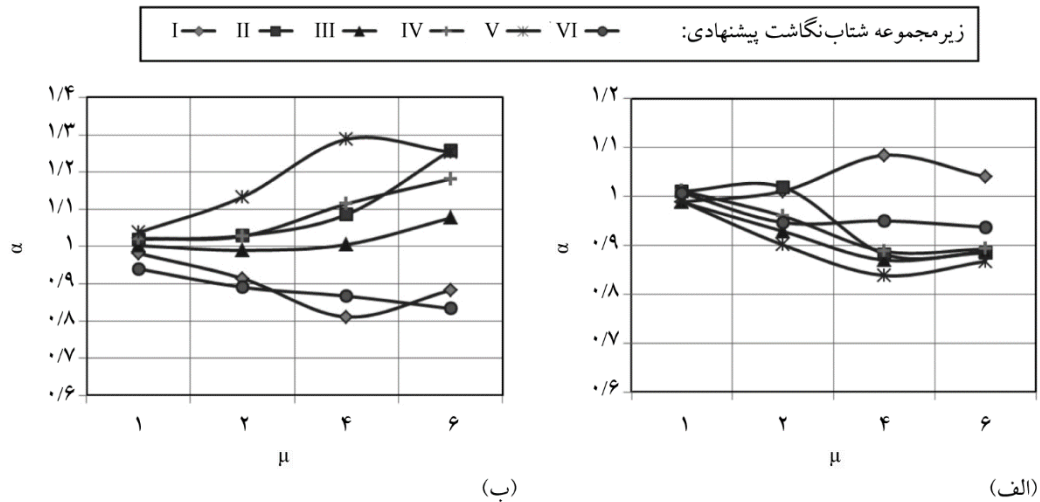 زیرمجموعه شتاب‌نگاشت پیشنهادی: I II III IV V VI
۱/۲
۱/۱
۱
۰/۹
۰/۸
۰/۷
۰/۶
α
۱ ۲ ۴ ۶
μ
(الف)
۱/۴
۱/۳
۱/۲
۱/۱
۱
۰/۹
۰/۸
۰/۷
۰/۶
α
۱ ۲ ۴ ۶
μ
(ب)